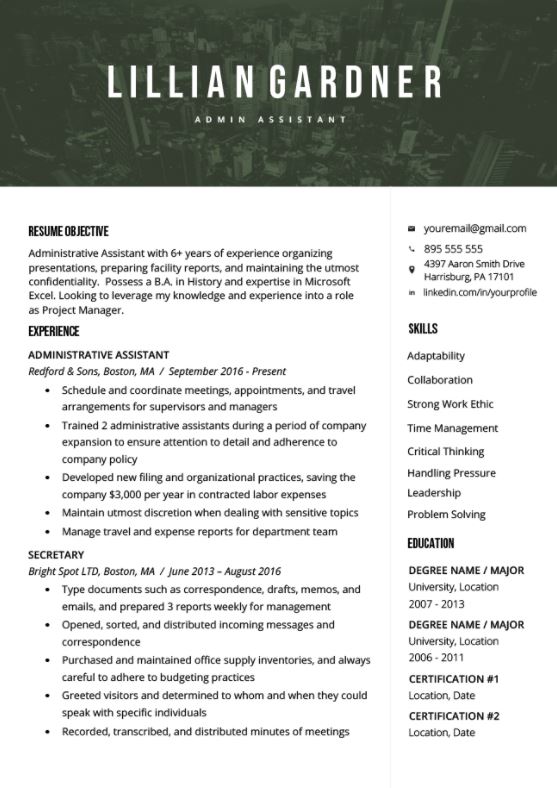 LILLIAN GARDNER
ADMIN ASSISTANT
RESUME OBJECTIVE
Administrative Assistant with 6+ years of experience organizing
presentations, preparing facility reports, and maintaining the utmost
confidentiality. Possess a B.A. in History and expertise in Microsoft
Excel. Looking to leverage my knowledge and experience into a role
as Project Manager.
EXPERIENCE
ADMINISTRATIVE ASSISTANT
Redford & Sons, Boston, MA / September 2016 - Present
• Schedule and coordinate meetings, appointments, and travel
arrangements for supervisors and managers
• Trained 2 administrative assistants during a period of company
expansion to ensure attention to detail and adherence to
company policy
• Developed new filing and organizational practices, saving the
company $3,000 per year in contracted labor expenses
• Maintain utmost discretion when dealing with sensitive topics
• Manage travel and expense reports for department team
SECRETARY
Bright Spot LTD, Boston, MA / June 2013 – August 2016
• Type documents such as correspondence, drafts, memos, and
emails, and prepared 3 reports weekly for management
• Opened, sorted, and distributed incoming messages and
correspondence
• Purchased and maintained office supply inventories, and always
careful to adhere to budgeting practices
• Greeted visitors and determined to whom and when they could
speak with specific individuals
• Recorded, transcribed, and distributed minutes of meetings
youremail@gmail.com
895 555 555
4397 Aaron Smith Drive
Harrisburg, PA 17101
in linkedin.com/in/yourprofile
SKILLS
Adaptability
Collaboration
Strong Work Ethic
Time Management
Critical Thinking
Handling Pressure
Leadership
Problem Solving
EDUCATION
DEGREE NAME / MAJOR
University, Location
2007 - 2013
DEGREE NAME / MAJOR
University, Location
2006 - 2011
CERTIFICATION #1
Location, Date
CERTIFICATION #2
Location, Date